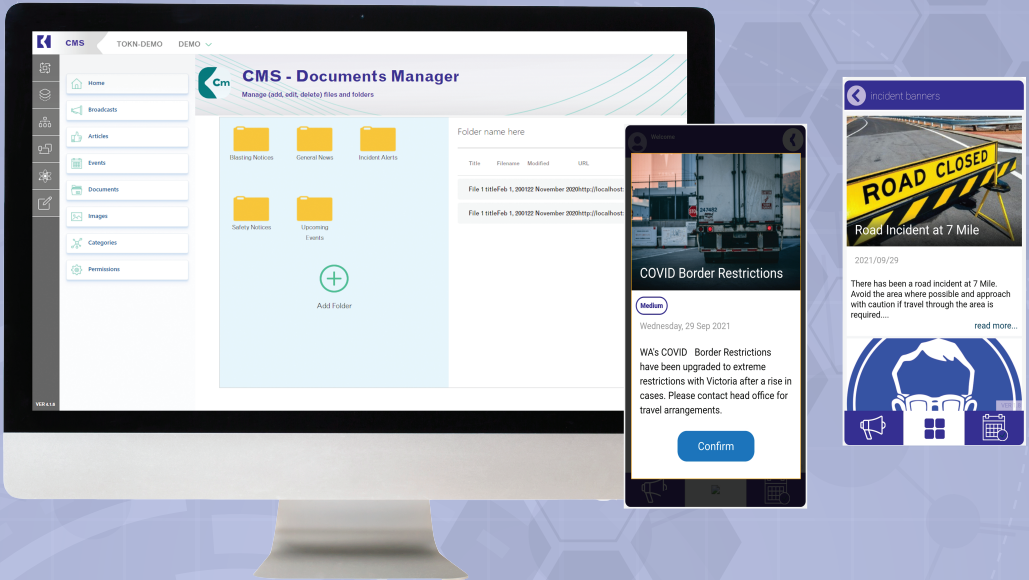 CMS
TOKN-DEMO
DEMO
Home
Broadcasts
Articles
Events
Documents
Images
Categories
Permissions
VER 4.1.6
Cm
CMS - Documents Manager
Manage (add, edit, delete) files and folders
Blasting Notices
General News
Incident Alerts
Safety Notices
Upcoming
Events
Add Folder
Folder name here
Title Filename Modified URL
File 1 titleFeb 1, 200122 November 2020http://localhost:
File 1 titleFeb 1, 200122 November 2020http://localhost:
Welcome
247452
COVID Border Restrictions
Medium
Wednesday, 29 Sep 2021
WA's COVID Border Restrictions
have been upgraded to extreme
restrictions with Victoria after a rise in
cases. Please contact head office for
travel arrangements.
Confirm
incident banners
ROAD CLOSED
Road Incident at 7 Mile
2021/09/29
There has been a road incident at 7 Mile.
Avoid the area where possible and approach
with caution if travel through the area is
required....
read more...